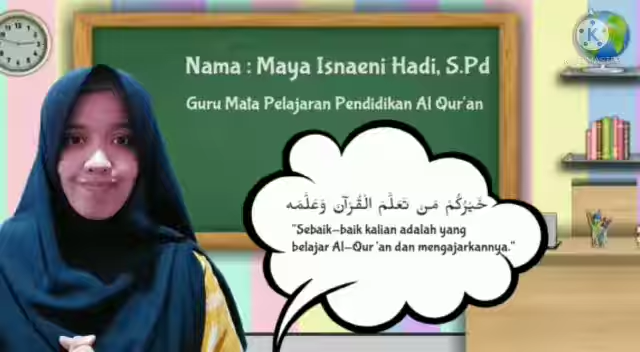 Nama : Maya Isnaeni Hadi, S.Pd
Guru Mata Pelajaran Pendidikan Al Qur'an
خَيْرُكُمْ مَنْ تَعَلَّمَ الْقُرْآنَ وَعَلَّمَه
"Sebaik-baik kalian adalah yang
belajar Al-Qur'an dan mengajarkannya."
K